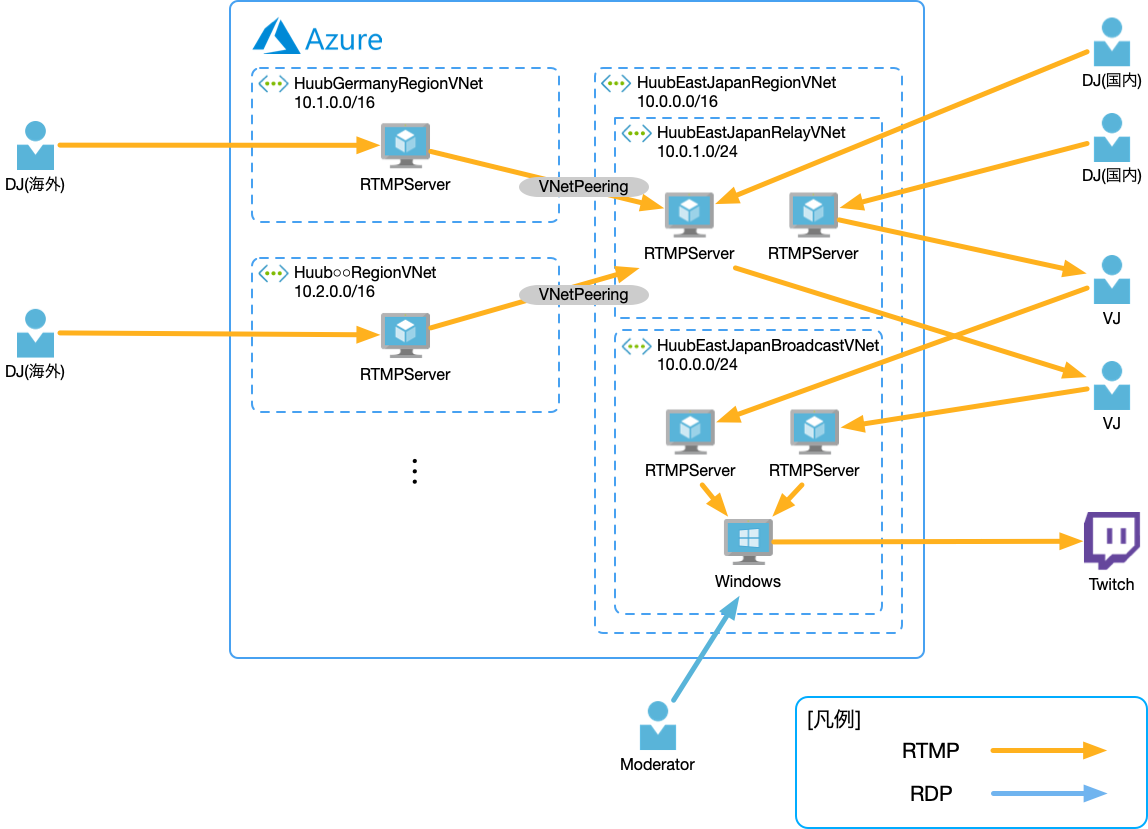 Azure
HuubGermanyRegionVNet
10.1.0.0/16
RTMPServer
DJ(海外)
VNetPeering
Huub○○RegionVNet
10.2.0.0/16
RTMPServer
DJ(海外)
VNetPeering
⋮
HuubEastJapanRegionVNet
10.0.0.0/16
HuubEastJapanRelayVNet
10.0.1.0/24
RTMPServer
RTMPServer
HuubEastJapanBroadcastVNet
10.0.0.0/24
RTMPServer
RTMPServer
Windows
DJ(国内)
DJ(国内)
VJ
VJ
Twitch
Moderator
[凡例]
RTMP
RDP